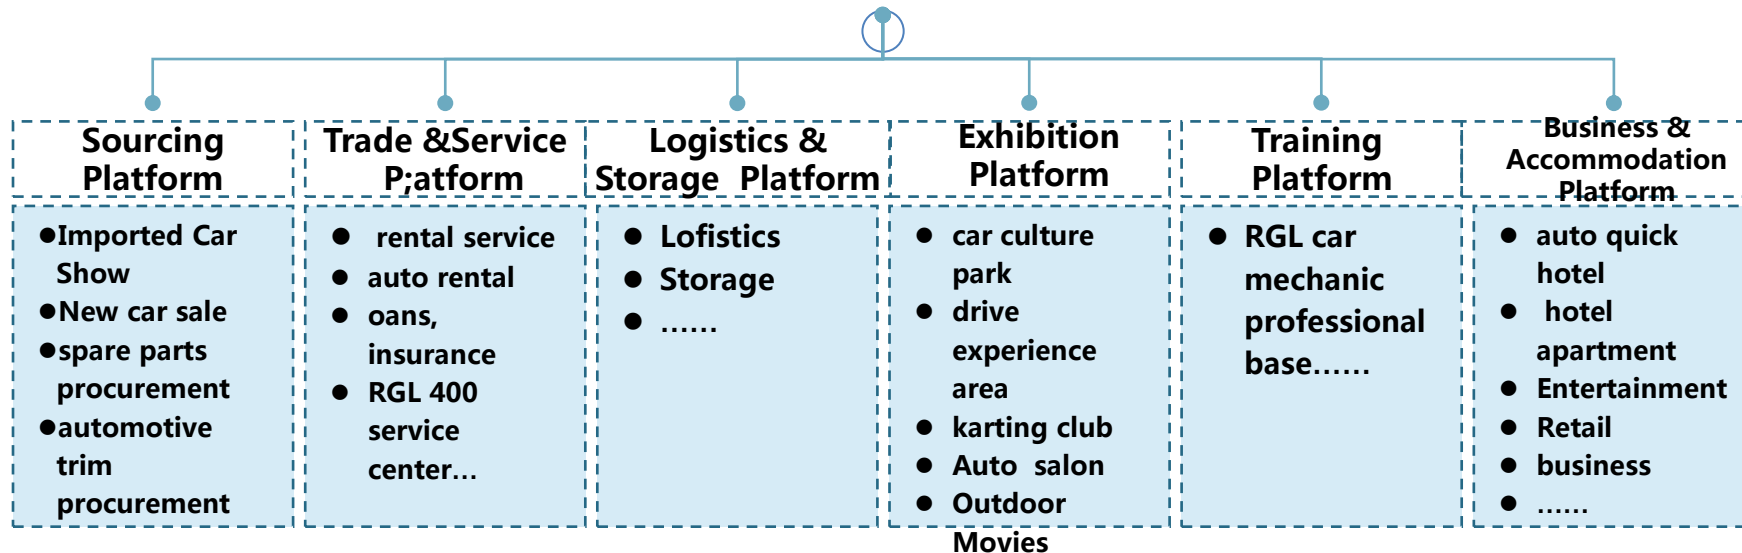 Sourcing
Platform
●Imported Car
Show
●New car sale
●spare parts
procurement
●automotive
trim
procurement
Trade &Service
P;atform
● rental service
● auto rental
● oans,
insurance
● RGL 400
service
center...
Logistics &
Storage Platform
● Lofistics
● Storage
● ……
Exhibition
Platform
● car culture
park
● drive
experience
area
● karting club
● Auto salon
● Outdoor
Movies
Training
Platform
● RGL car
mechanic
professional
base……
Business &
Accommodation
Platform
● auto quick
hotel
● hotel
apartment
● Entertainment
● Retail
● business
● ……